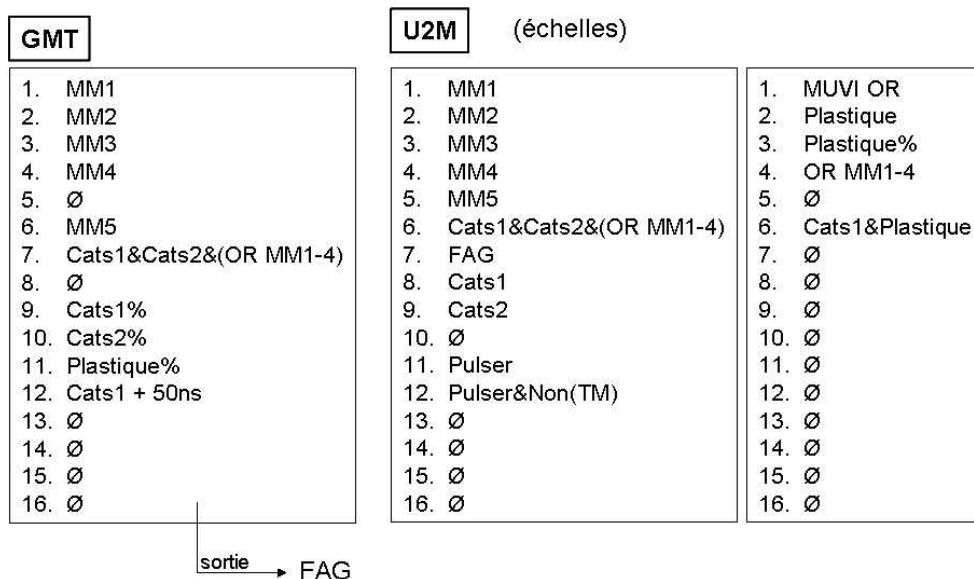 GMT
1. MM1
2. MM2
3. MM3
4. MM4
5. Ø
6. MM5
7. Cats1&Cats2&(OR MM1-4)
8. Ø
9. Cats1%
10. Cats2%
11. Plastique%
12. Cats1 + 50ns
13. Ø
14. Ø
15. Ø
16. Ø
sortie
FAG
U2M (échelles)
1. MM1
2. MM2
3. MM3
4. MM4
5. MM5
6. Cats1&Cats2&(OR MM1-4)
7. FAG
8. Cats1
9. Cats2
10. Ø
11. Pulser
12. Pulser&Non(TM)
13. Ø
14. Ø
15. Ø
16. Ø
1. MUVI OR
2. Plastique
3. Plastique%
4. OR MM1-4
5. Ø
6. Cats1&Plastique
7. Ø
8. Ø
9. Ø
10. Ø
11. Ø
12. Ø
13. Ø
14. Ø
15. Ø
16. Ø